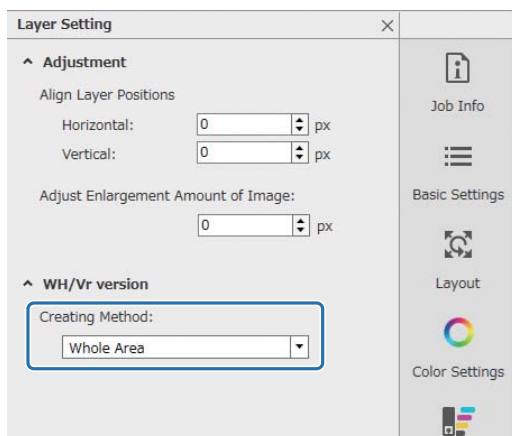 Layer Setting
Adjustment
Align Layer Positions
Horizontal: 0 px
Vertical: 0 px
Adjust Enlargement Amount of Image:
0 px
WH/Vr version
Creating Method:
Whole Area
Job Info
Basic Settings
Layout
Color Settings